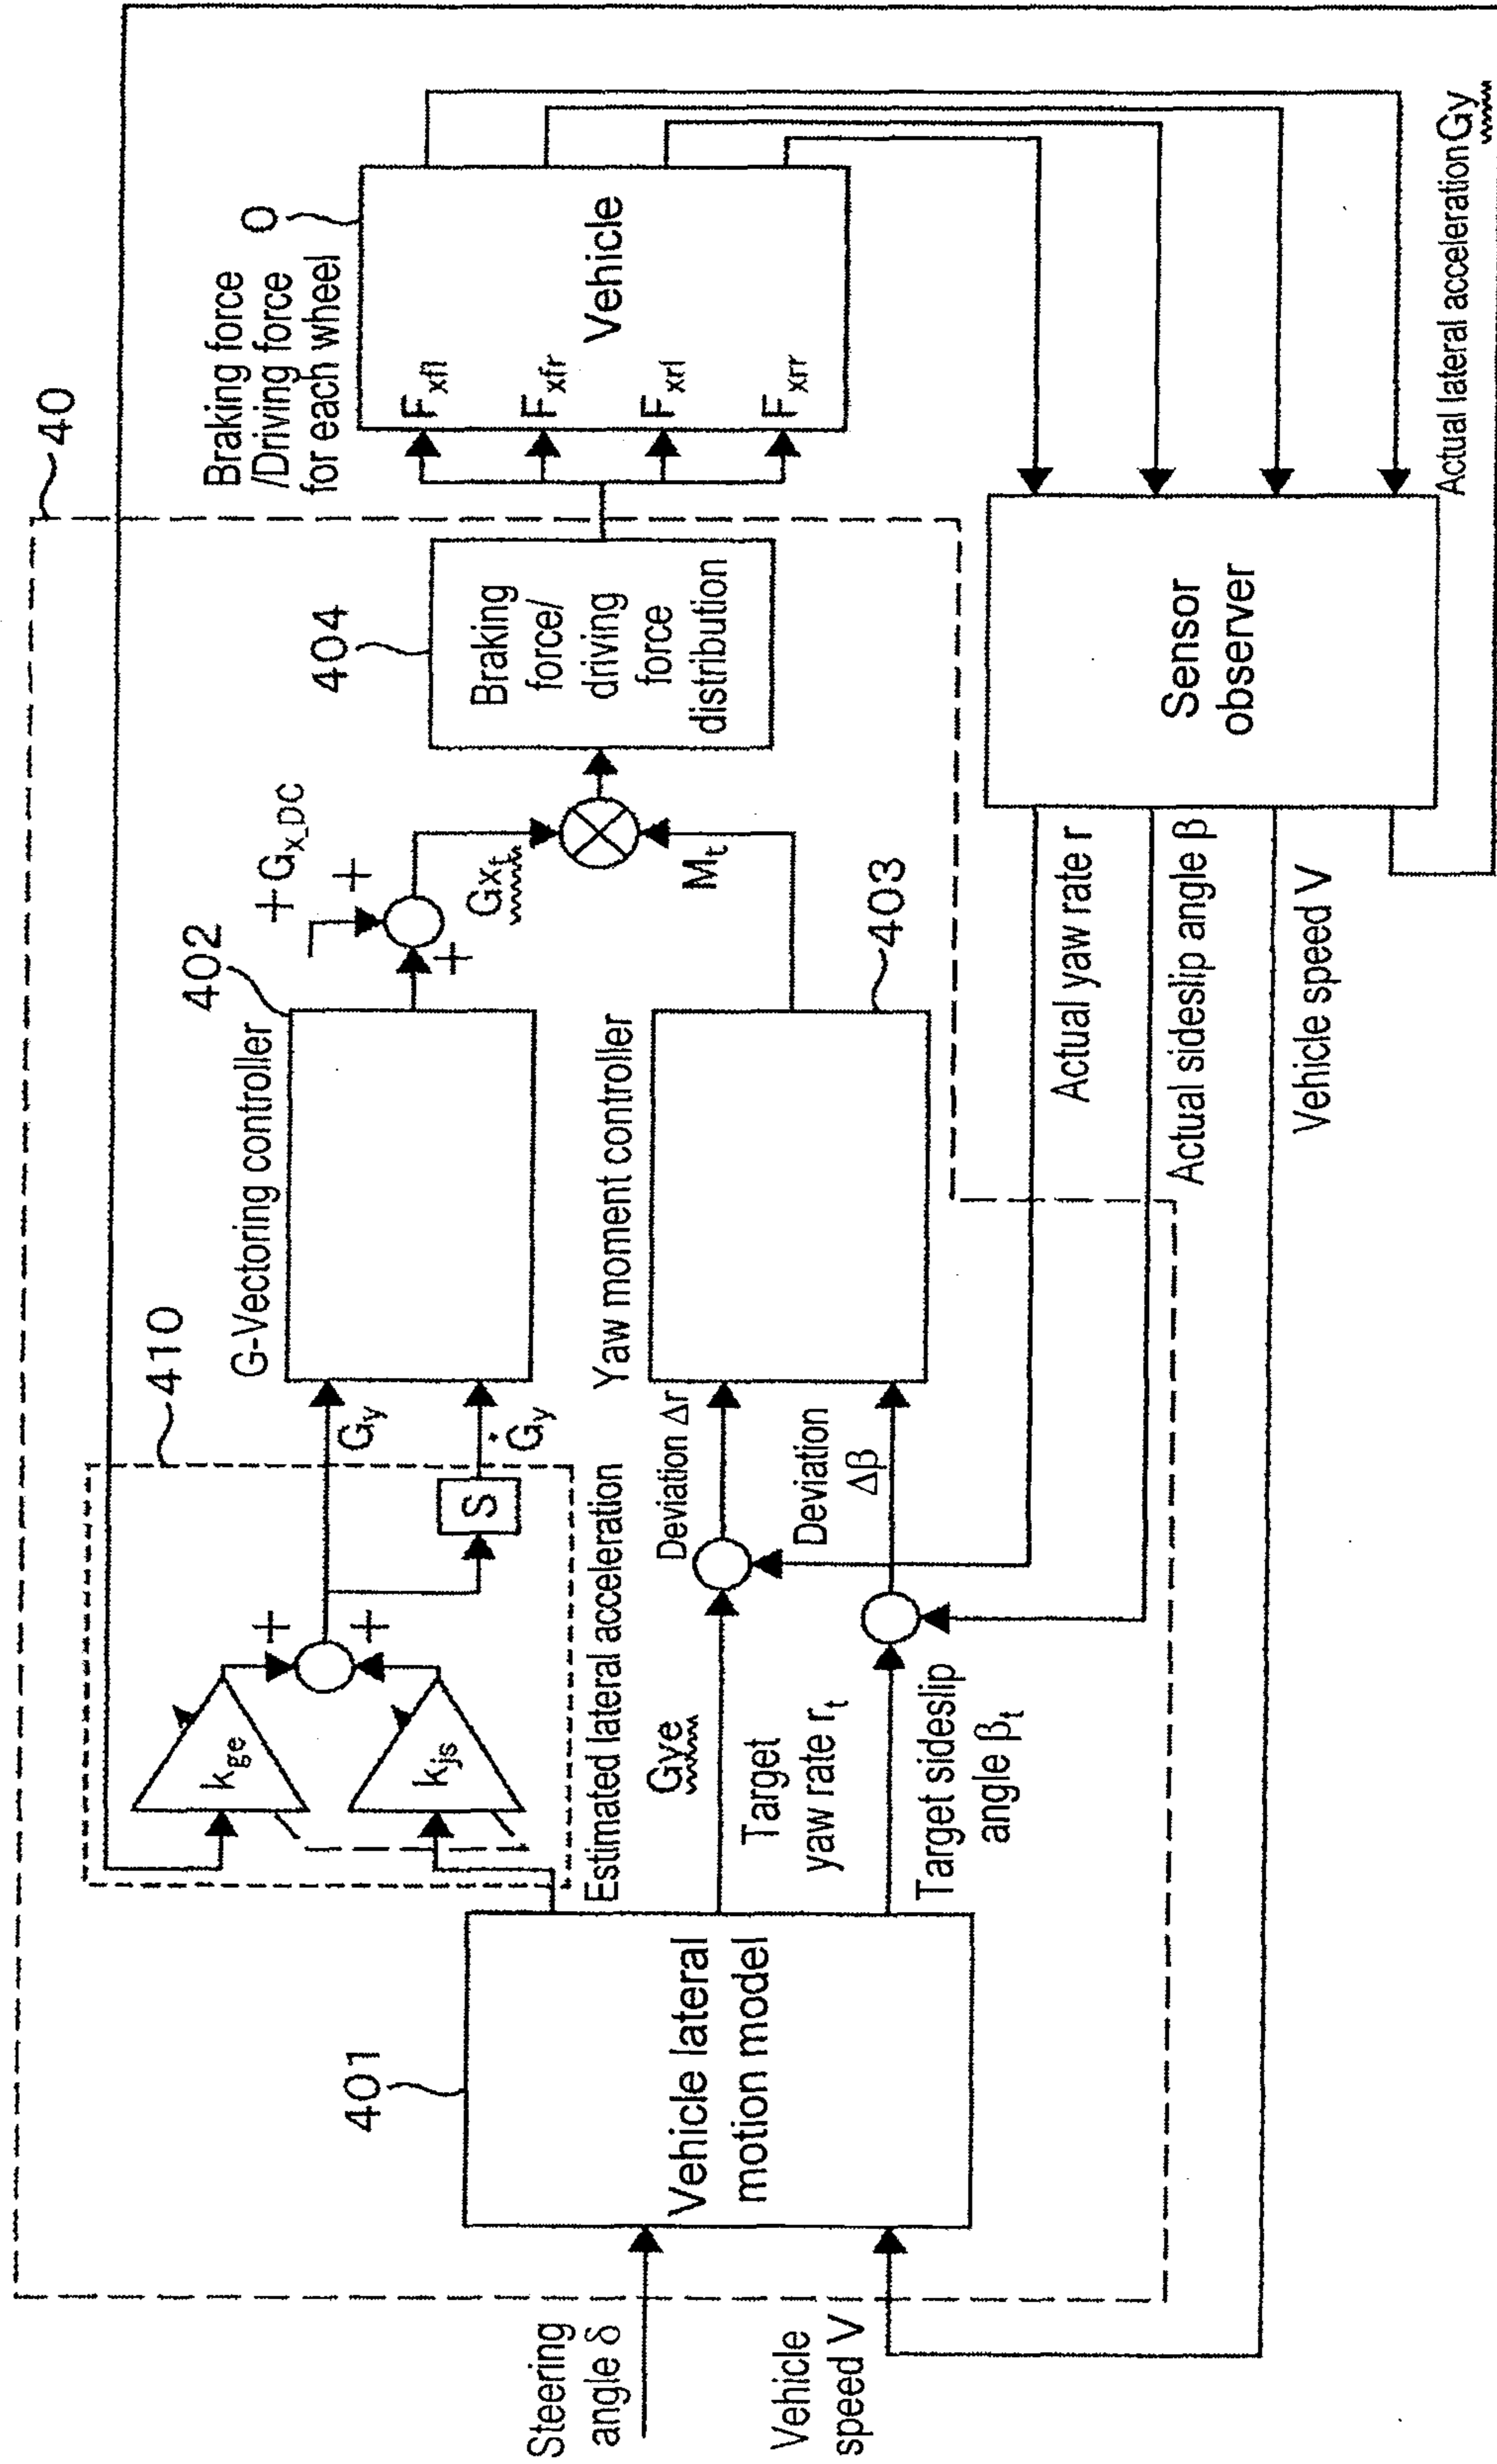 40
410
402
G-Vectoring controller
Gy
Ġy
kge
kjs
+
+
S
Estimated lateral acceleration
Gye
401
Vehicle lateral
motion model
Steering
angle δ
Vehicle
speed V
Target
yaw rate rt
Target sideslip
angle βt
Deviation Δr
Deviation
Δβ
Yaw moment controller
403
+Gx_DC
+
+
Gxt
Mt
404
Braking
force/
driving
force
distribution
Braking force
/Driving force
for each wheel
0
Fxfl
Fxfr
Fxrl
Fxrr
Vehicle
Sensor
observer
Actual yaw rate r
Actual sideslip angle β
Vehicle speed V
Actual lateral acceleration Gy